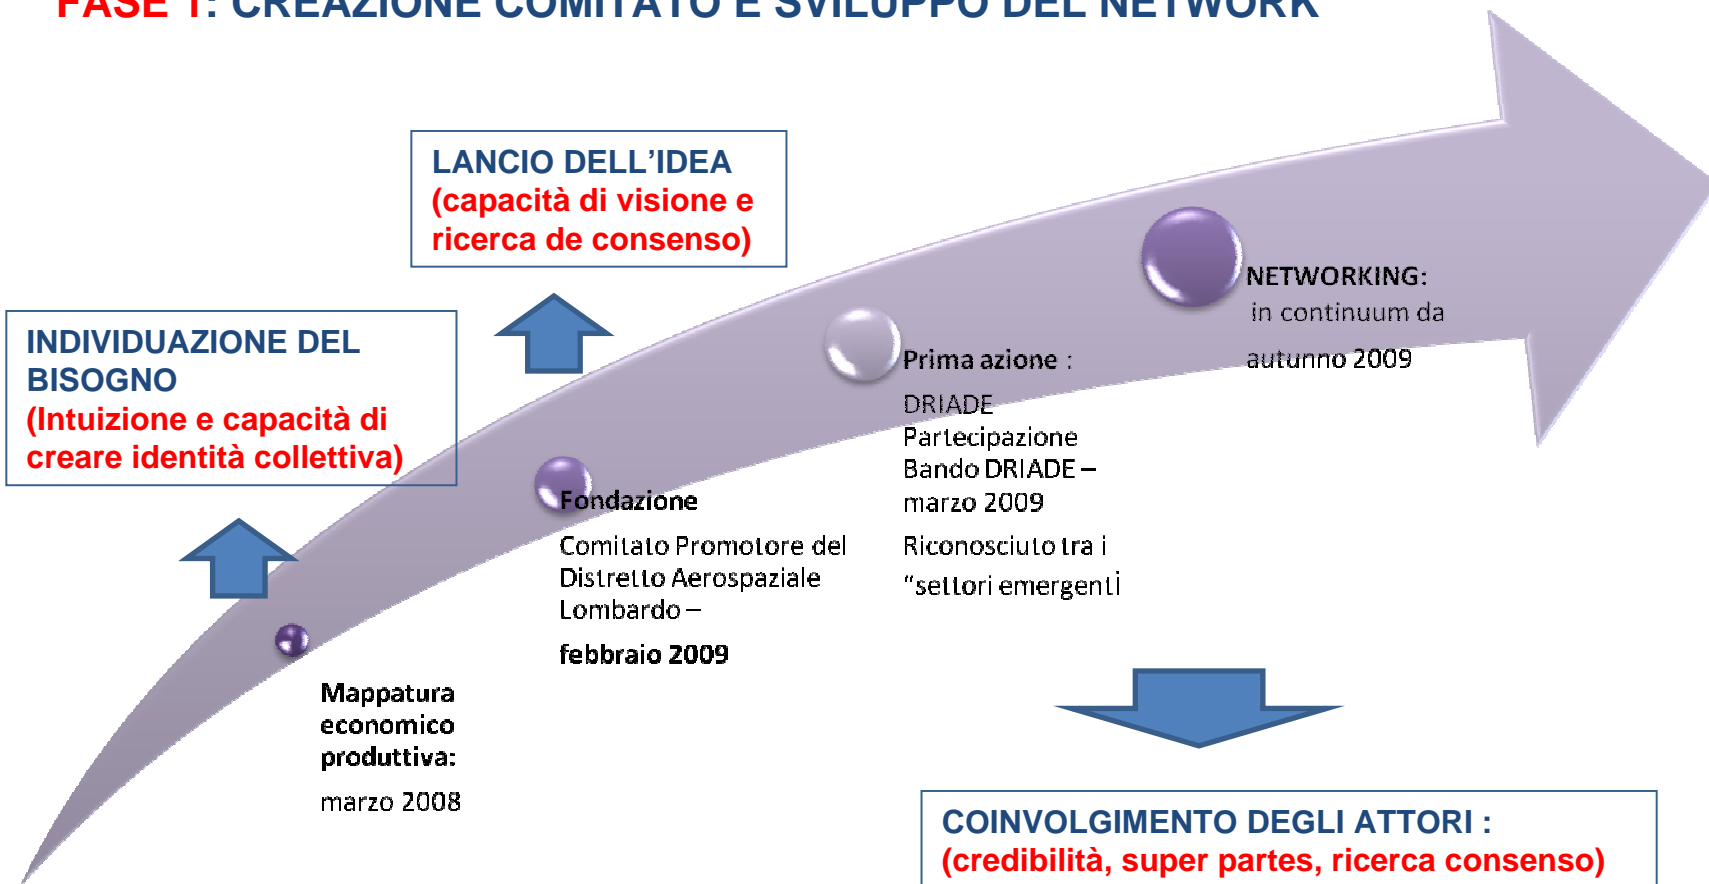 FASE 1: CREAZIONE COMITATO E SVILUPPO DEL NETWORK
LANCIO DELL’IDEA
(capacità di visione e
ricerca de consenso)
INDIVIDUAZIONE DEL
BISOGNO
(Intuizione e capacità di
creare identità collettiva)
Mappatura
economico
produttiva:
marzo 2008
Fondazione
Comitato Promotore del
Distretto Aerospaziale
Lombardo –
febbraio 2009
Prima azione :
DRIADE
Partecipazione
Bando DRIADE –
marzo 2009
Riconosciuto tra i
“settori emergenti
NETWORKING:
in continuum da
autunno 2009
COINVOLGIMENTO DEGLI ATTORI :
(credibilità, super partes, ricerca consenso)